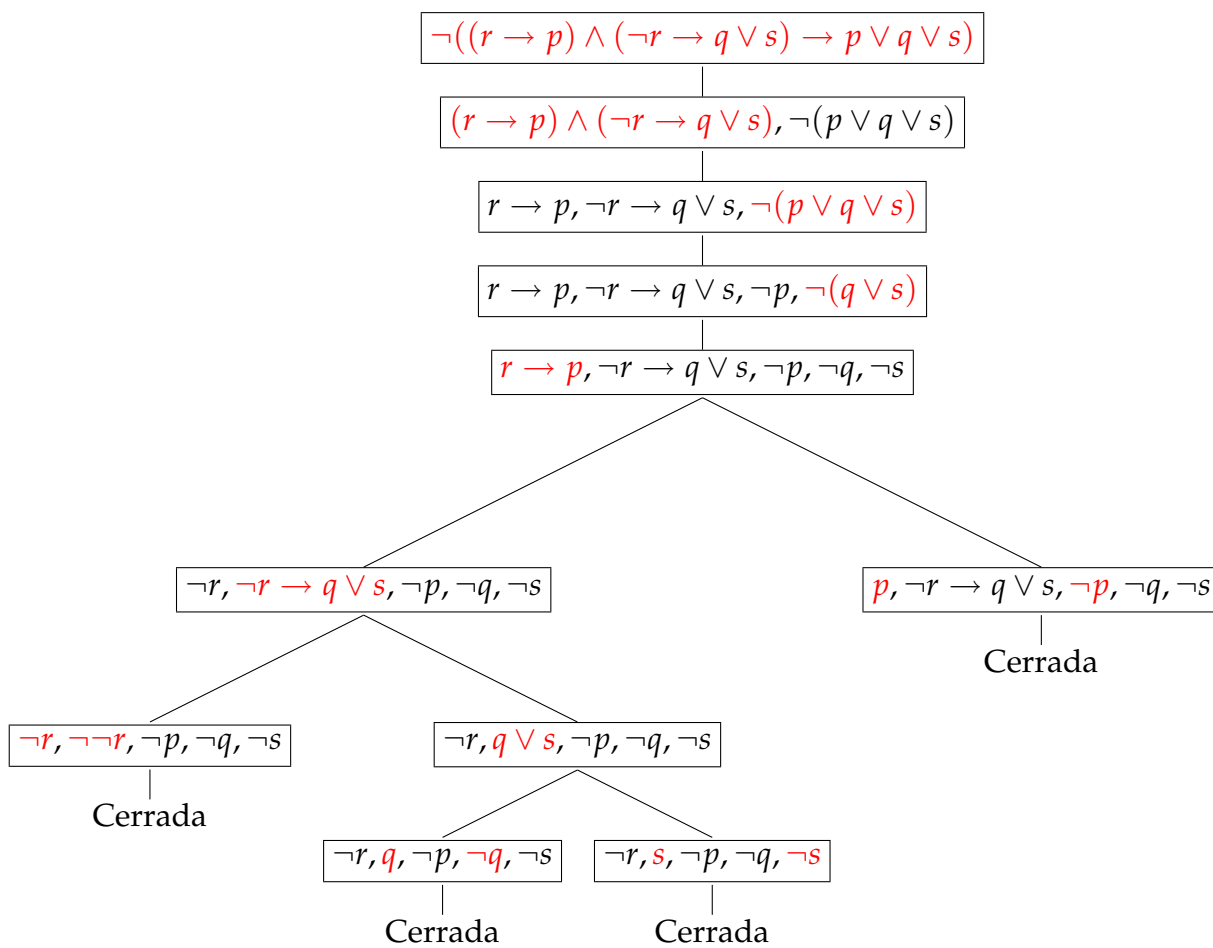 ¬((r → p) ∧ (¬r → q ∨ s) → p ∨ q ∨ s)
(r → p) ∧ (¬r → q ∨ s), ¬(p ∨ q ∨ s)
r → p, ¬r → q ∨ s, ¬(p ∨ q ∨ s)
r → p, ¬r → q ∨ s, ¬p, ¬(q ∨ s)
r → p, ¬r → q ∨ s, ¬p, ¬q, ¬s
¬r, ¬r → q ∨ s, ¬p, ¬q, ¬s
p, ¬r → q ∨ s, ¬p, ¬q, ¬s
Cerrada
¬r, ¬¬r, ¬p, ¬q, ¬s
¬r, q ∨ s, ¬p, ¬q, ¬s
Cerrada
¬r, q, ¬p, ¬q, ¬s
¬r, s, ¬p, ¬q, ¬s
Cerrada
Cerrada